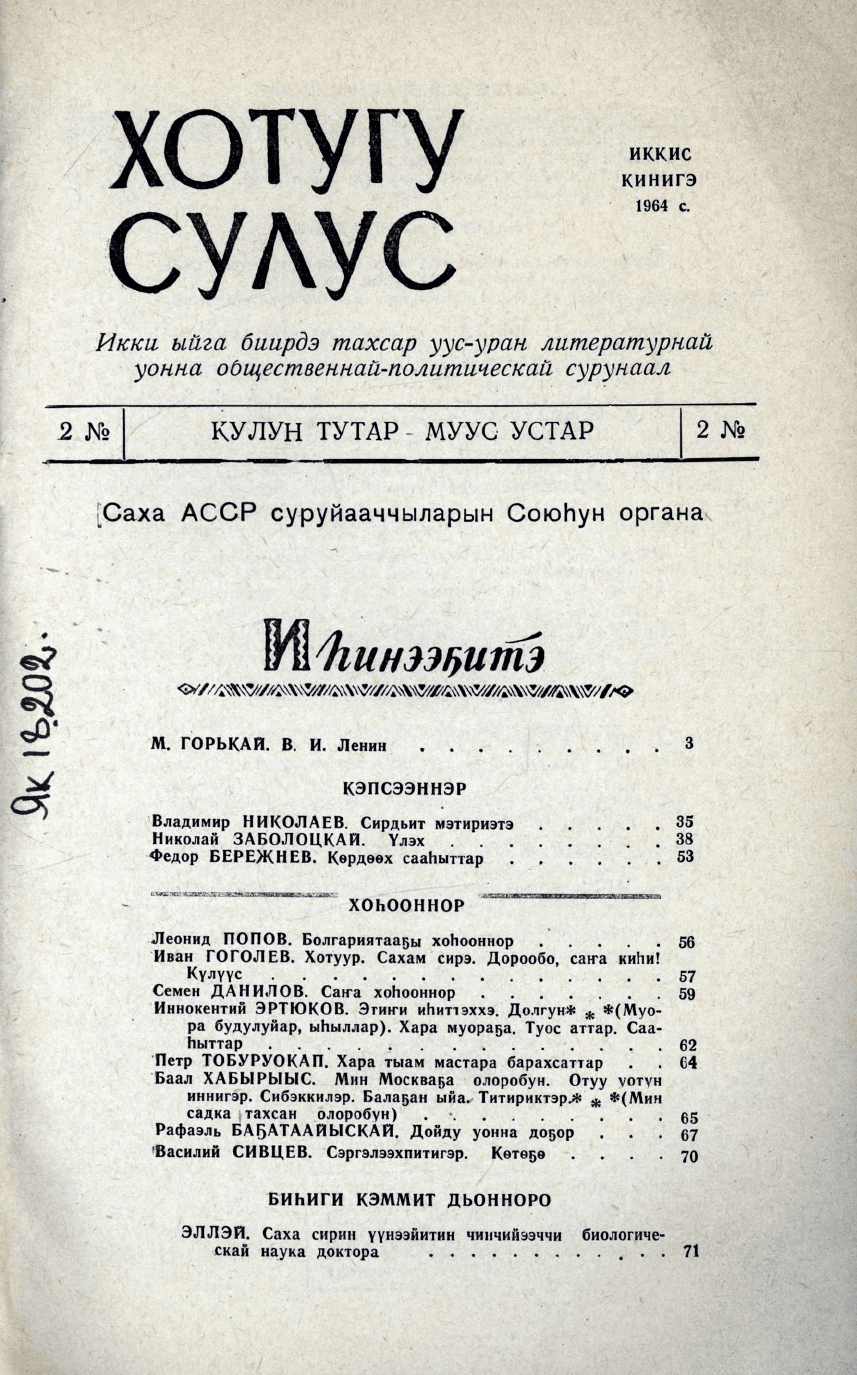 ХОТУГУ
СУЛУС
ИККИС
КИНИГЭ
1964 с.
Икки ыйга биирдэ тахсар уус-уран литературнай
уонна общественнай-политическай сурунаал
2 № КУЛУН ТУТАР - МУУС УСТАР 2 №
Саха АССР суруйааччыларын Союһун органа
Иһинээҕитэ
Як 18202.
М. ГОРЬКАЙ. В. И. Ленин . . . . . . . . . 3
КЭПСЭЭННЭР
Владимир НИКОЛАЕВ. Сирдьит мэтириэтэ . . . . . 35
Николай ЗАБОЛОЦКАЙ. Үлэх . . . . . . . . 38
Федор БЕРЕЖНЕВ. Көрдөөх сааһыттар . . . . . . 53
ХОҺООННОР
Леонид ПОПОВ. Болгариятааҕы хоһооннор . . . . . 56
Иван ГОГОЛЕВ. Хотуур. Сахам сирэ. Дорообо, саҥа киһи!
Күлүүс . . . . . . . . . . . . . 57
Семен ДАНИЛОВ. Саҥа хоһооннор . . . . . . . 59
Иннокентий ЭРТЮКОВ. Эгиҥи иһиттэххэ. Долгун* * *(Муо-
ра будулуйар, ыһыллар). Хара муораҕа. Туос аттар. Саа-
һыттар . . . . . . . . . . . . . 62
Петр ТОБУРУОКАП. Хара тыам мастара барахсаттар . . 64
Баал ХАБЫРЫЫС. Мин Москваҕа олоробун. Отуу уотун
иннигэр. Сибэккилэр. Балаҕан ыйа. Титириктэр.* * *(Мин
садка тахсан олоробун) . . . . . . . . 65
Рафаэль БАҔАТААЙЫСКАЙ. Дойду уонна доҕор . . . 67
Василий СИВЦЕВ. Сэргэлээхпитигэр. Көтөҕө . . . . 70
БИҺИГИ КЭММИТ ДЬОННОРО
ЭЛЛЭЙ. Саха сирин үүнээйитин чинчийээччи биологиче-
скай наука доктора . . . . . . . . . . . . 71